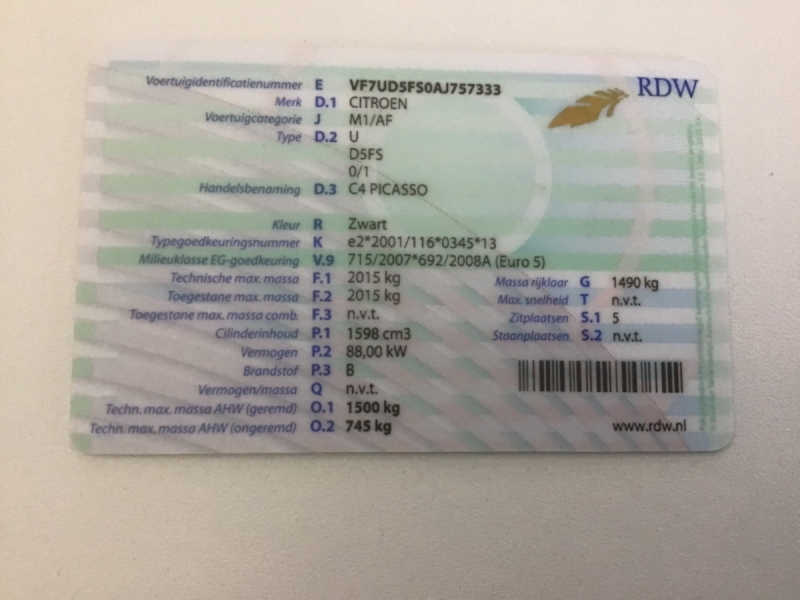 RDW
Voertuigidentificatienummer E VF7UD5FS0AJ757333
Merk D.1 CITROEN
Voertuigcategorie J M1/AF
Type D.2 U
D5FS
0/1
Handelsbenaming D.3 C4 PICASSO
Kleur R Zwart
Typegoedkeuringsnummer K e2*2001/116*0345*13
Milieuklasse EG-goedkeuring V.9 715/2007*692/2008A (Euro 5)
Technische max. massa F.1 2015 kg Massa rijklaar G 1490 kg
Toegestane max. massa F.2 2015 kg Max. snelheid T n.v.t.
Toegestane max. massa comb. F.3 n.v.t. Zitplaatsen S.1 5
Cilinderinhoud P.1 1598 cm3 Staanplaatsen S.2 n.v.t.
Vermogen P.2 88,00 kW
Brandstof P.3 B
Vermogen/massa Q n.v.t.
Techn. max. massa AHW (geremd) O.1 1500 kg
Techn. max. massa AHW (ongeremd) O.2 745 kg
www.rdw.nl